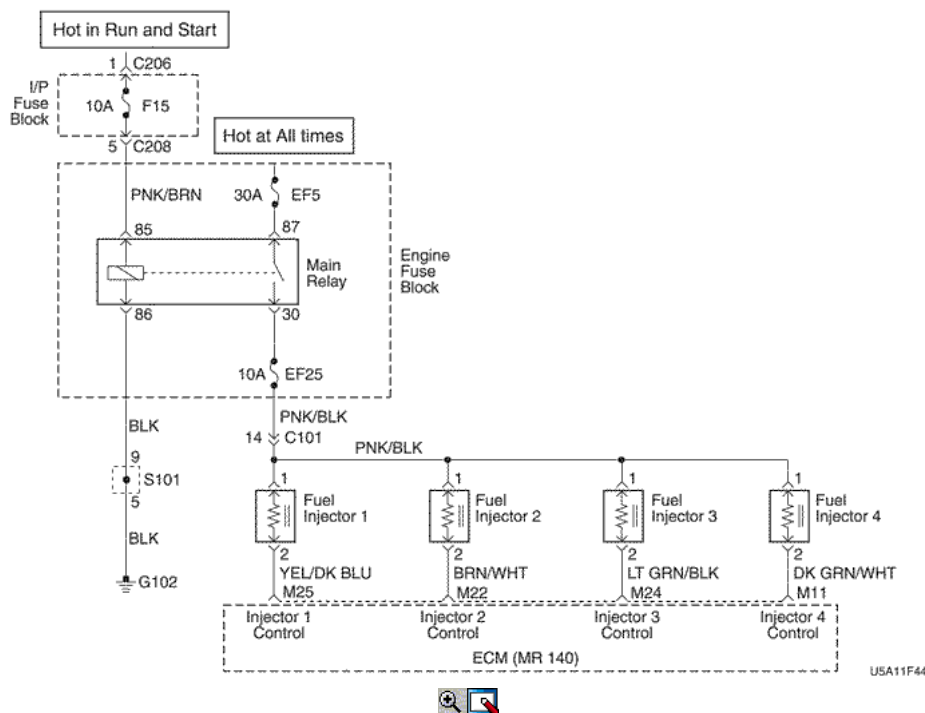 Hot in Run and Start
1 C206
I/P
Fuse
Block
10A F15
Hot at All times
5 C208
PNK/BRN
30A EF5
85
87
Main
Relay
Engine
Fuse
Block
86
30
10A EF25
BLK
PNK/BLK
14 C101
PNK/BLK
9
S101
5
BLK
G102
1
1
1
1
Fuel
Injector 1
Fuel
Injector 2
Fuel
Injector 3
Fuel
Injector 4
2
2
2
2
YEL/DK BLU
BRN/WHT
LT GRN/BLK
DK GRN/WHT
M25
M22
M24
M11
Injector 1
Control
Injector 2
Control
Injector 3
Control
Injector 4
Control
ECM (MR 140)
U5A11F44